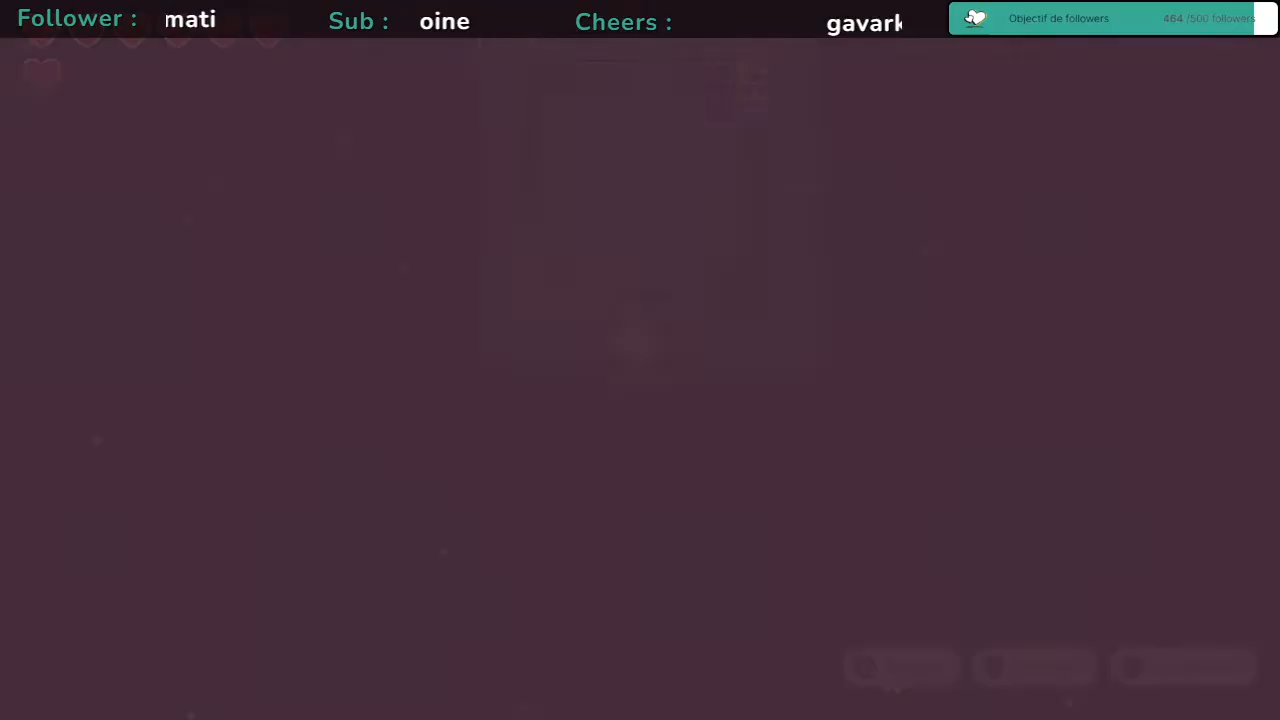 Follower : mati
Sub : oine
Cheers : gavark
Objectif de followers 464 /500 followers